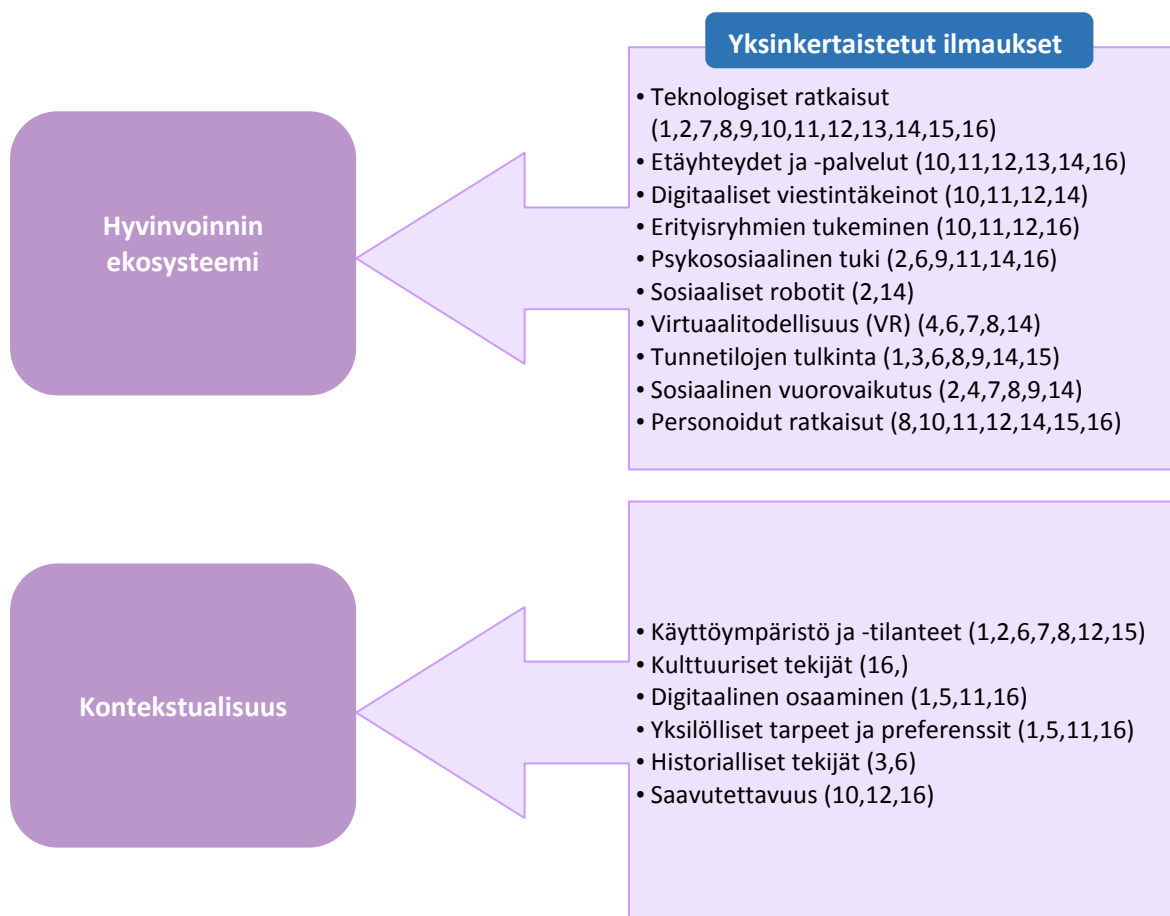 Yksinkertaistetut ilmaukset
Hyvinvoinnin
ekosysteemi
• Teknologiset ratkaisut
(1,2,7,8,9,10,11,12,13,14,15,16)
• Etäyhteydet ja -palvelut (10,11,12,13,14,16)
• Digitaaliset viestintäkeinot (10,11,12,14)
• Erityisryhmien tukeminen (10,11,12,16)
• Psykososiaalinen tuki (2,6,9,11,14,16)
• Sosiaaliset robotit (2,14)
• Virtuaalitodellisuus (VR) (4,6,7,8,14)
• Tunnetilojen tulkinta (1,3,6,8,9,14,15)
• Sosiaalinen vuorovaikutus (2,4,7,8,9,14)
• Personoidut ratkaisut (8,10,11,12,14,15,16)
Kontekstualisuus
• Käyttöympäristö ja -tilanteet (1,2,6,7,8,12,15)
• Kulttuuriset tekijät (16,)
• Digitaalinen osaaminen (1,5,11,16)
• Yksilölliset tarpeet ja preferenssit (1,5,11,16)
• Historialliset tekijät (3,6)
• Saavutettavuus (10,12,16)